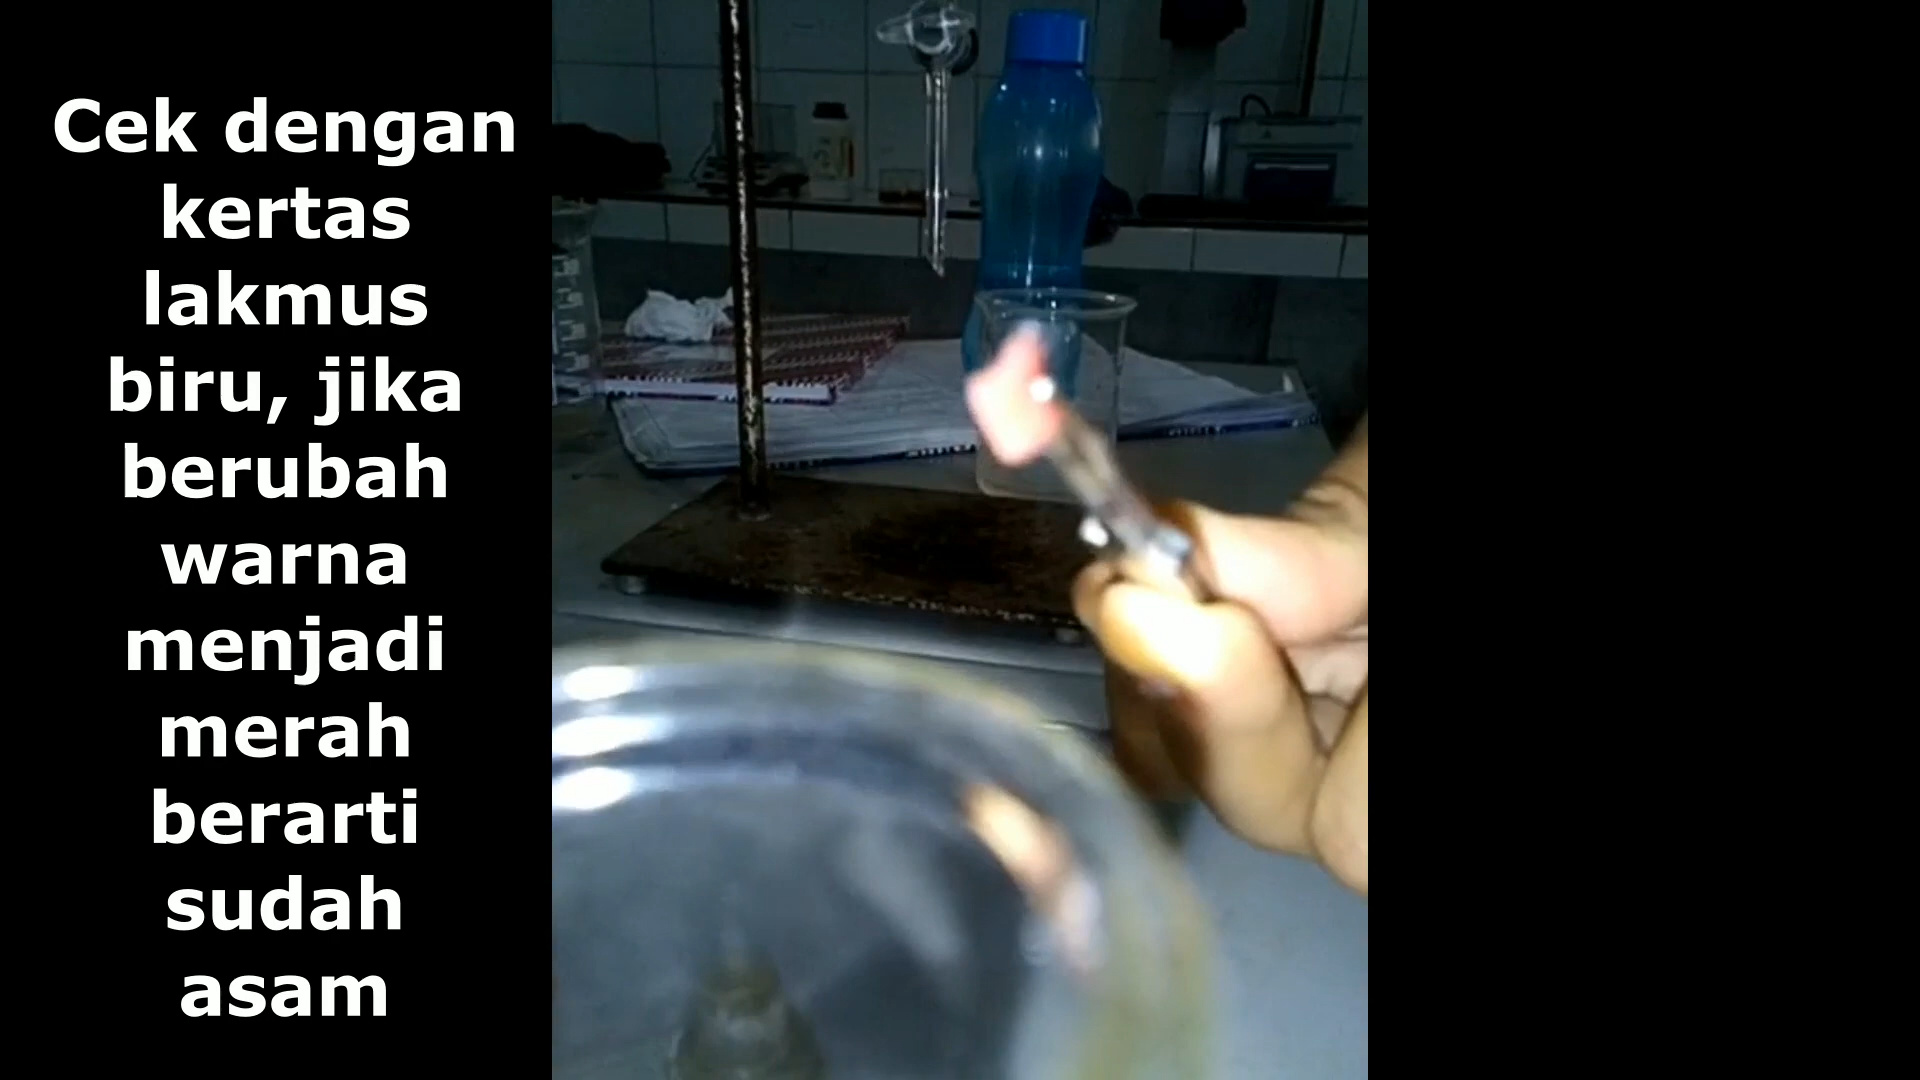 Cek dengan
kertas
lakmus
biru, jika
berubah
warna
menjadi
merah
berarti
sudah
asam